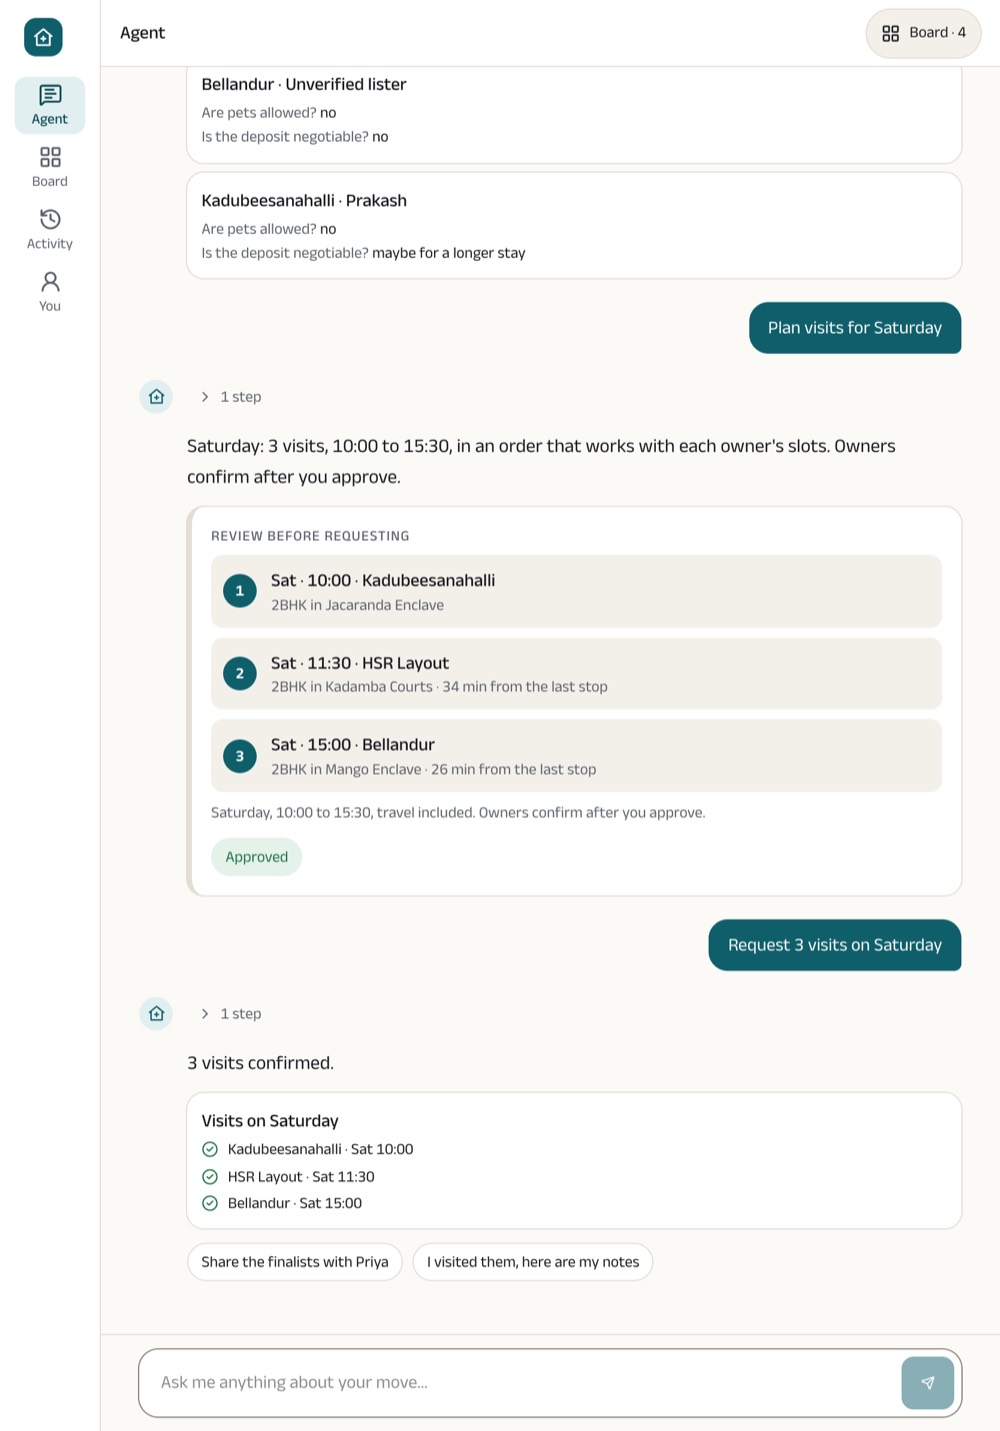 Agent
Board · 4
Agent
Board
Activity
You
Bellandur · Unverified lister
Are pets allowed? no
Is the deposit negotiable? no
Kadubeesanahalli · Prakash
Are pets allowed? no
Is the deposit negotiable? maybe for a longer stay
Plan visits for Saturday
1 step
Saturday: 3 visits, 10:00 to 15:30, in an order that works with each owner's slots. Owners
confirm after you approve.
REVIEW BEFORE REQUESTING
1
Sat · 10:00 · Kadubeesanahalli
2BHK in Jacaranda Enclave
2
Sat · 11:30 · HSR Layout
2BHK in Kadamba Courts · 34 min from the last stop
3
Sat · 15:00 · Bellandur
2BHK in Mango Enclave · 26 min from the last stop
Saturday, 10:00 to 15:30, travel included. Owners confirm after you approve.
Approved
Request 3 visits on Saturday
1 step
3 visits confirmed.
Visits on Saturday
Kadubeesanahalli · Sat 10:00
HSR Layout · Sat 11:30
Bellandur · Sat 15:00
Share the finalists with Priya
I visited them, here are my notes
Ask me anything about your move...